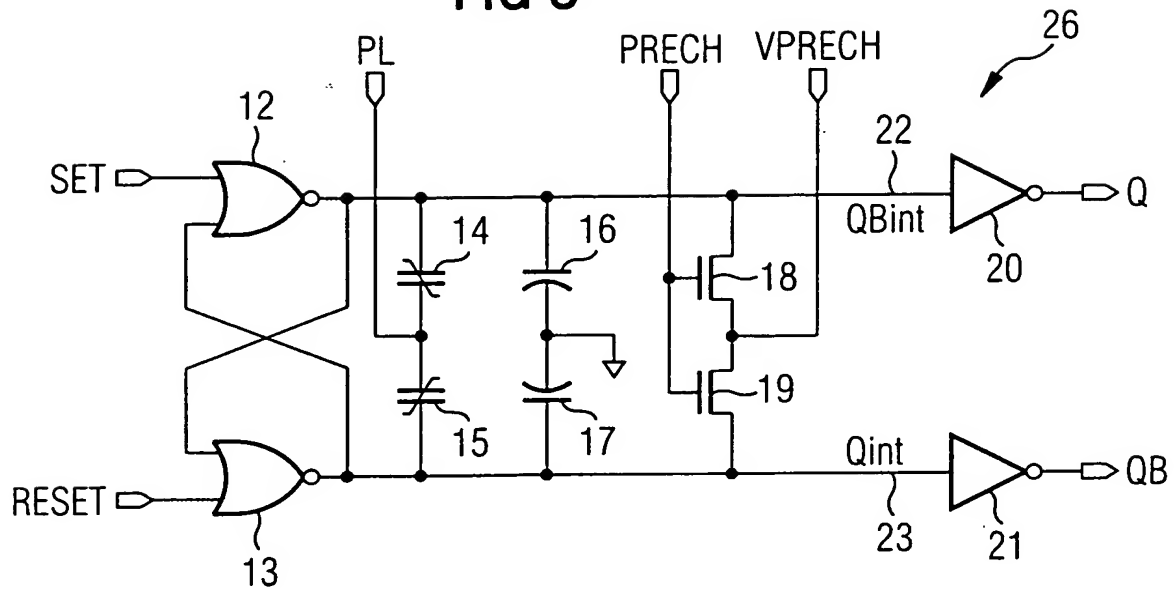 PL
PRECH
VPRECH
26
12
22
SET
14
16
18
QBint
20
Q
15
17
19
Qint
RESET
13
23
21
QB